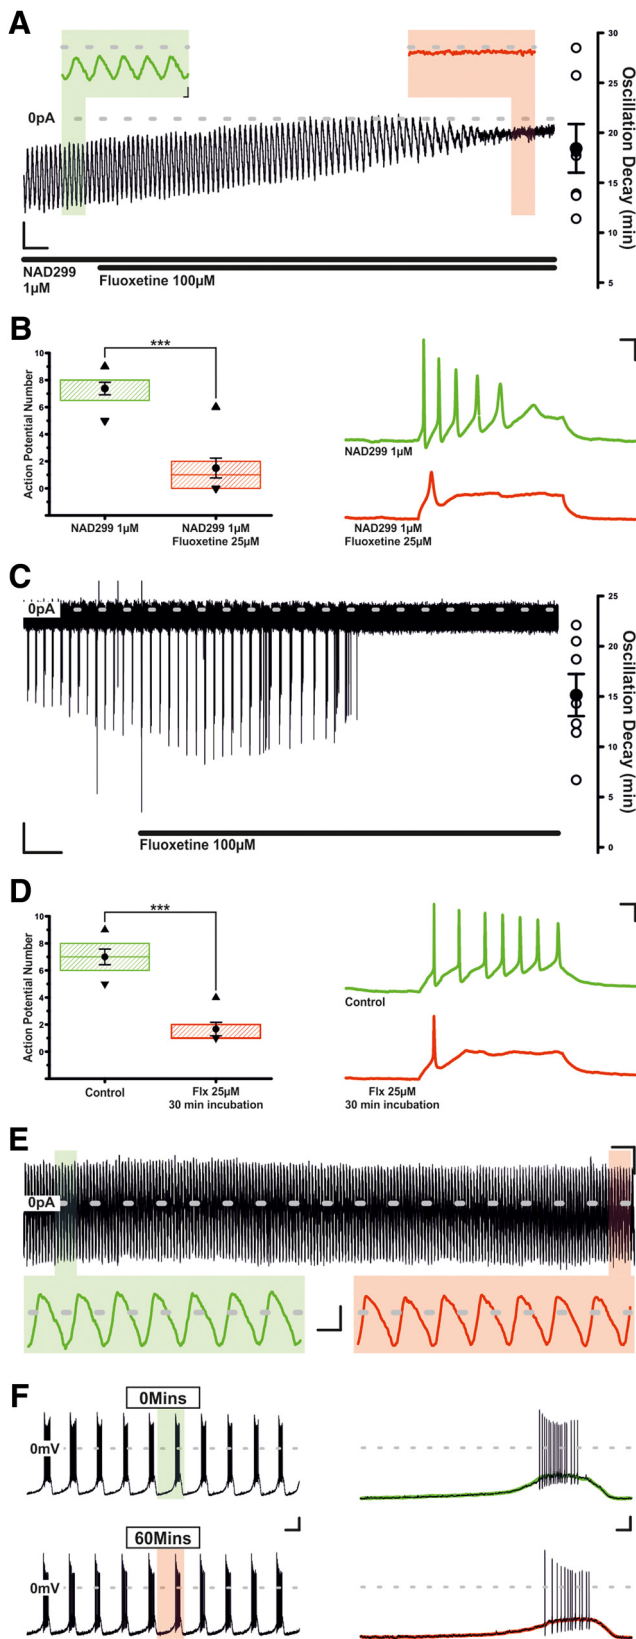 A
30
25
20
15
10
5
Oscillation Decay (min)
0pA
NAD299
1µM
Fluoxetine 100µM
B
***
10
8
6
4
2
0
Action Potential Number
NAD299 1µM
NAD299 1µM
Fluoxetine 25µM
NAD299 1µM
NAD299 1µM
Fluoxetine 25µM
C
0pA
25
20
15
10
5
0
Oscillation Decay (min)
Fluoxetine 100µM
D
***
10
8
6
4
2
0
Action Potential Number
Control
Flx 25µM
30 min incubation
Control
Flx 25µM
30 min incubation
E
0pA
F
0Mins
0mV
60Mins
0mV